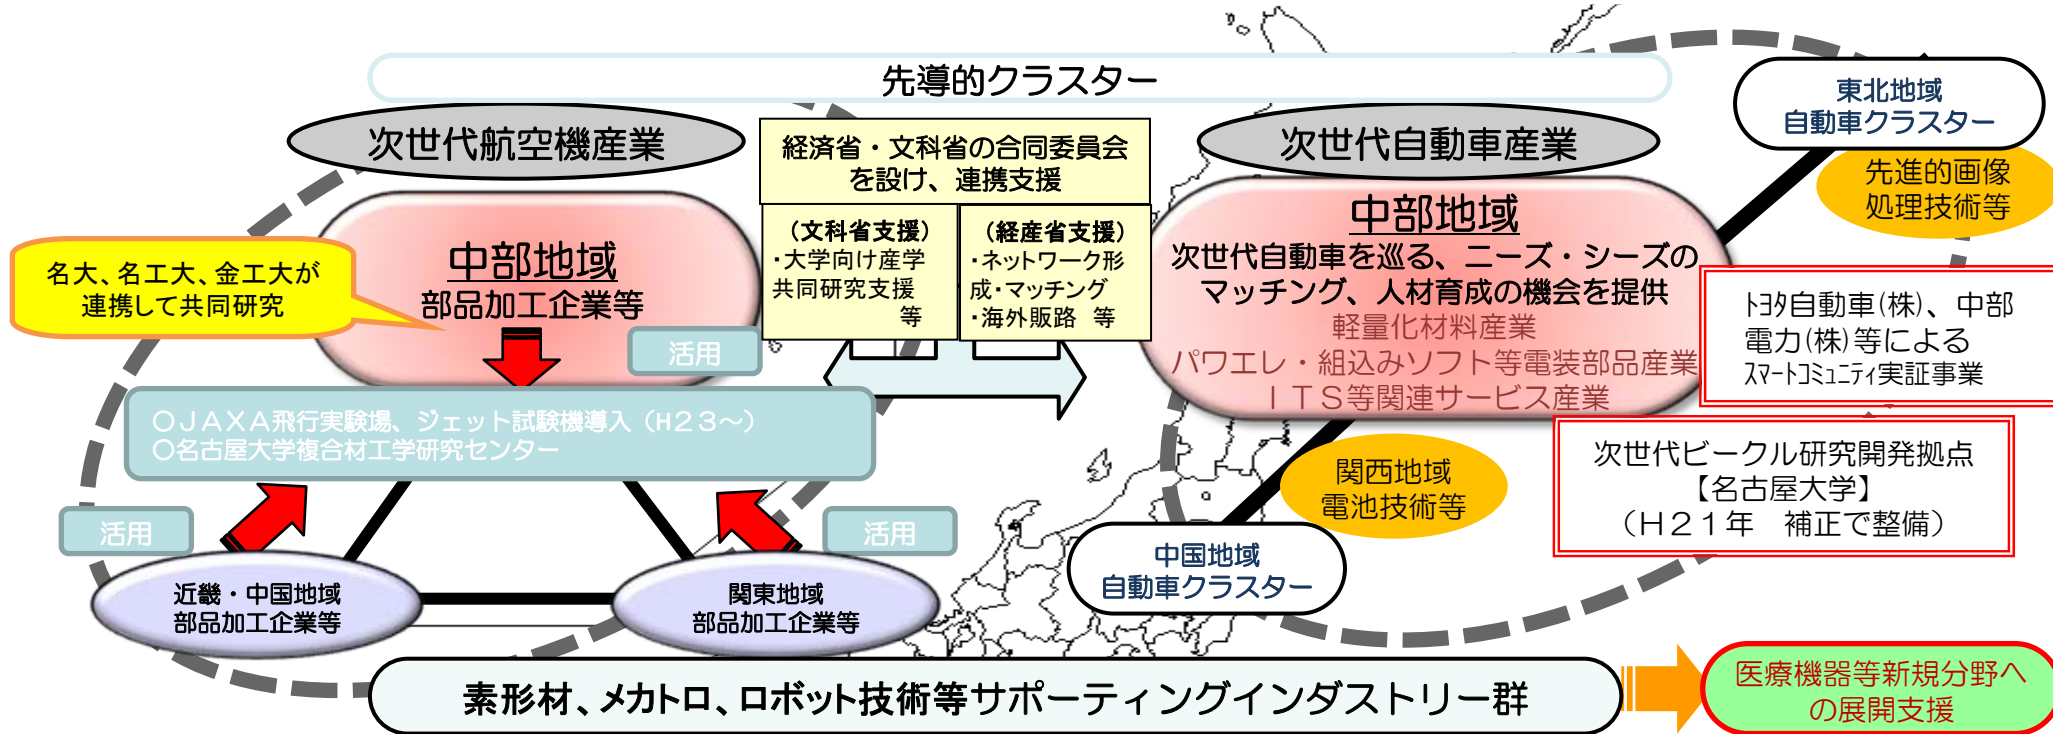 先導的クラスター
次世代航空機産業
中部地域
部品加工企業等
名大、名工大、金工大が
連携して共同研究
活用
○JAXA飛行実験場、ジェット試験機導入（H23～）
○名古屋大学複合材工学研究センター
活用
活用
近畿・中国地域
部品加工企業等
関東地域
部品加工企業等
経済省・文科省の合同委員会
を設け、連携支援
（文科省支援）
・大学向け産学
共同研究支援
等
（経産省支援）
・ネットワーク形
成・マッチング
・海外販路 等
次世代自動車産業
中部地域
次世代自動車を巡る、ニーズ・シーズの
マッチング、人材育成の機会を提供
軽量化材料産業
パワエレ・組込みソフト等電装部品産業
ITS等関連サービス産業
東北地域
自動車クラスター
先進的画像
処理技術等
ﾄﾖﾀ自動車(株)、中部
電力(株)等による
ｽﾏｰﾄｺﾐｭﾆﾃｨ実証事業
次世代ビークル研究開発拠点
【名古屋大学】
（H21年 補正で整備）
関西地域
電池技術等
中国地域
自動車クラスター
素形材、メカトロ、ロボット技術等サポーティングインダストリー群
医療機器等新規分野へ
の展開支援